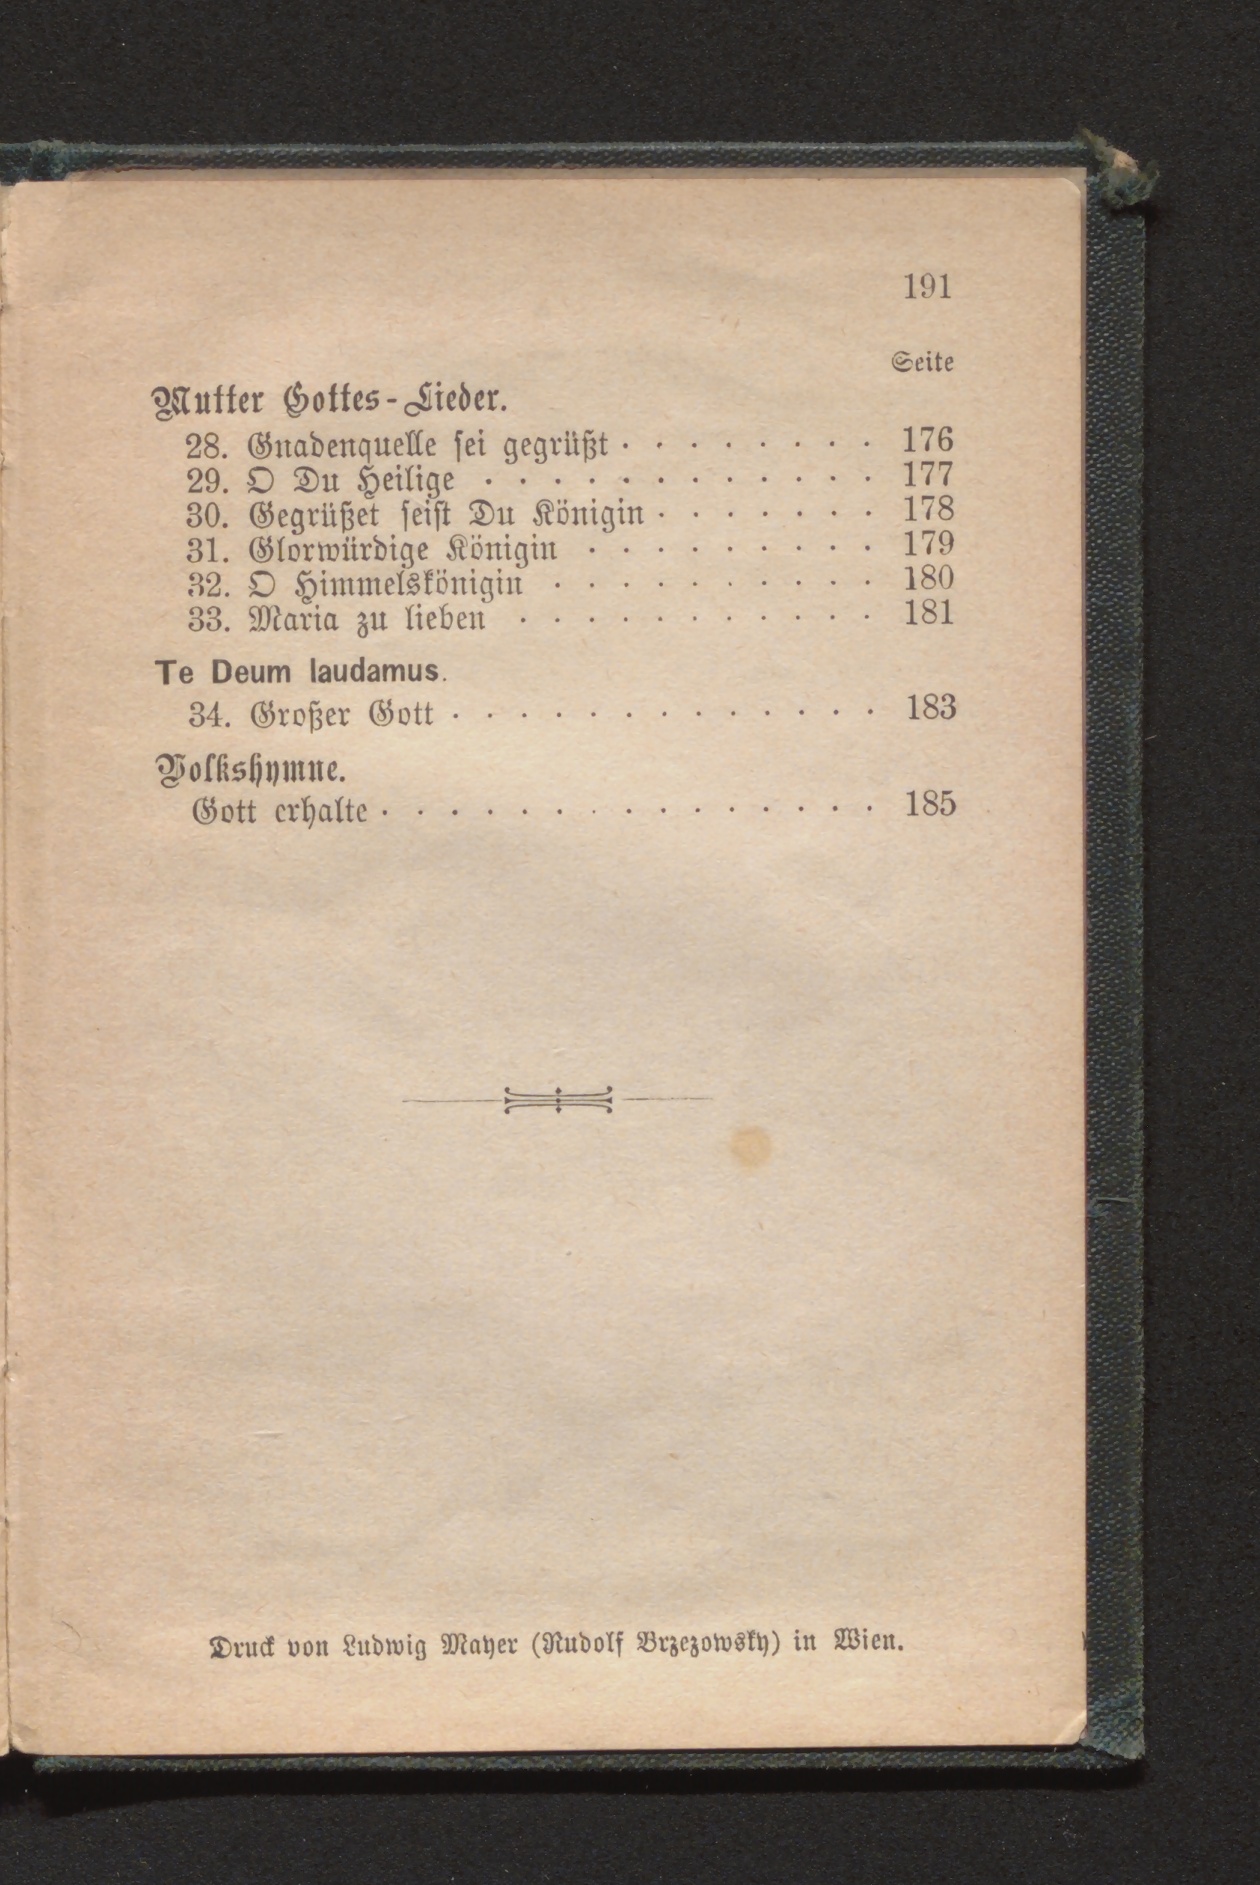 191
Seite
Mutter Gottes-Lieder.
28. Gnadenquelle sei gegrüßt . . . . . . . . 176
29. O Du Heilige . . . . . . . . . . . . 177
30. Gegrüßet seist Du Königin . . . . . . . 178
31. Glorwürdige Königin . . . . . . . . . 179
32. O Himmelskönigin . . . . . . . . . . 180
33. Maria zu lieben . . . . . . . . . . . 181
Te Deum laudamus.
34. Großer Gott . . . . . . . . . . . . . 183
Volkshymne.
Gott erhalte . . . . . . . . . . . . . . . 185
Druck von Ludwig Mayer (Rudolf Brzezowsky) in Wien.